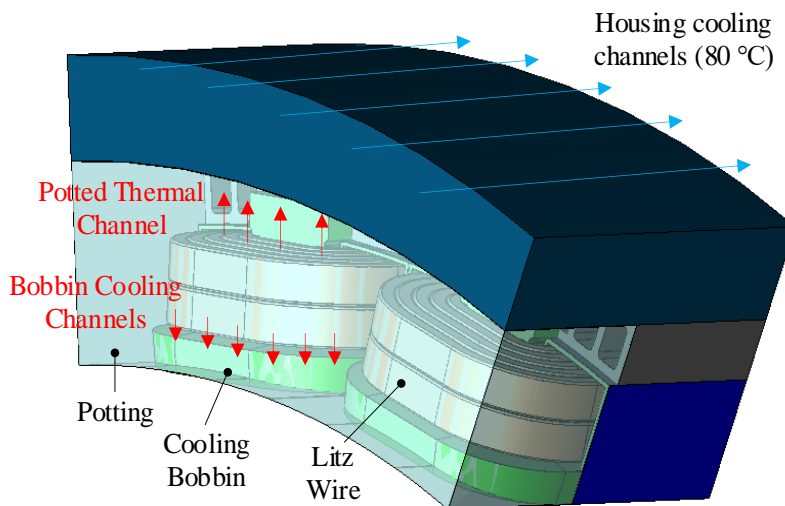 Housing cooling
channels (80 °C)
Potted Thermal
Channel
Bobbin Cooling
Channels
Potting
Cooling
Bobbin
Litz
Wire